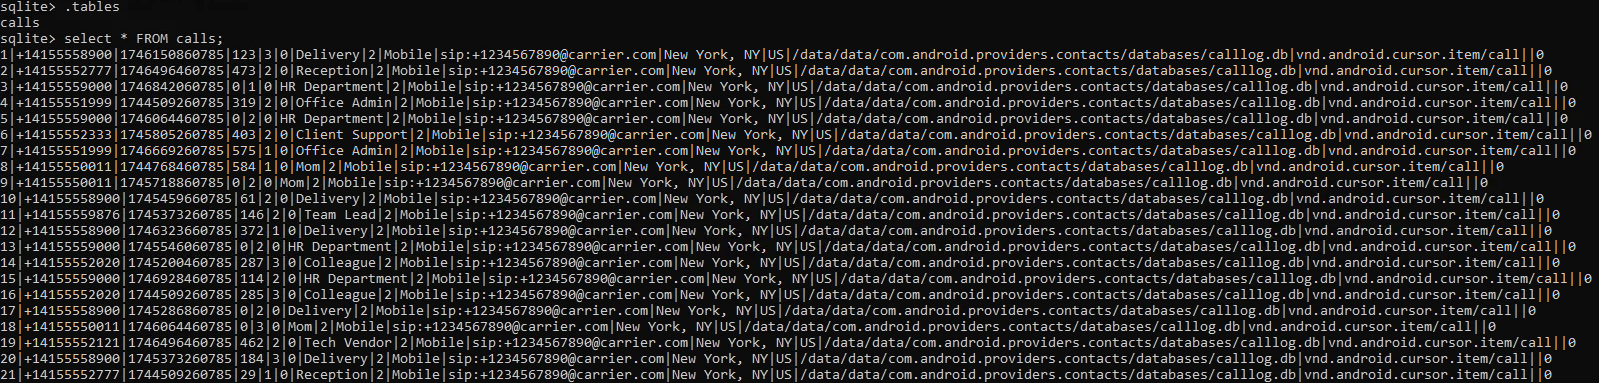 sqlite> .tables
calls
sqlite> select * FROM calls;
1|+14155558900|1746150860785|123|3|0|Delivery|2|Mobile|sip:+1234567890@carrier.com|New York, NY|US|/data/data/com.android.providers.contacts/databases/calllog.db|vnd.android.cursor.item/call||0
2|+14155552777|1746496460785|473|2|0|Reception|2|Mobile|sip:+1234567890@carrier.com|New York, NY|US|/data/data/com.android.providers.contacts/databases/calllog.db|vnd.android.cursor.item/call||0
3|+14155559000|1746842060785|0|1|0|HR Department|2|Mobile|sip:+1234567890@carrier.com|New York, NY|US|/data/data/com.android.providers.contacts/databases/calllog.db|vnd.android.cursor.item/call||0
4|+14155551999|1744509260785|319|2|0|Office Admin|2|Mobile|sip:+1234567890@carrier.com|New York, NY|US|/data/data/com.android.providers.contacts/databases/calllog.db|vnd.android.cursor.item/call||0
5|+14155559000|1746064460785|0|2|0|HR Department|2|Mobile|sip:+1234567890@carrier.com|New York, NY|US|/data/data/com.android.providers.contacts/databases/calllog.db|vnd.android.cursor.item/call||0
6|+14155552333|1745805260785|403|2|0|Client Support|2|Mobile|sip:+1234567890@carrier.com|New York, NY|US|/data/data/com.android.providers.contacts/databases/calllog.db|vnd.android.cursor.item/call||0
7|+14155551999|1746669260785|575|1|0|Office Admin|2|Mobile|sip:+1234567890@carrier.com|New York, NY|US|/data/data/com.android.providers.contacts/databases/calllog.db|vnd.android.cursor.item/call||0
8|+14155550011|1744768460785|584|1|0|Mom|2|Mobile|sip:+1234567890@carrier.com|New York, NY|US|/data/data/com.android.providers.contacts/databases/calllog.db|vnd.android.cursor.item/call||0
9|+14155550011|1745718860785|0|2|0|Mom|2|Mobile|sip:+1234567890@carrier.com|New York, NY|US|/data/data/com.android.providers.contacts/databases/calllog.db|vnd.android.cursor.item/call||0
10|+14155558900|1745459660785|61|2|0|Delivery|2|Mobile|sip:+1234567890@carrier.com|New York, NY|US|/data/data/com.android.providers.contacts/databases/calllog.db|vnd.android.cursor.item/call||0
11|+14155559876|1745373260785|146|2|0|Team Lead|2|Mobile|sip:+1234567890@carrier.com|New York, NY|US|/data/data/com.android.providers.contacts/databases/calllog.db|vnd.android.cursor.item/call||0
12|+14155558900|1746323660785|372|1|0|Delivery|2|Mobile|sip:+1234567890@carrier.com|New York, NY|US|/data/data/com.android.providers.contacts/databases/calllog.db|vnd.android.cursor.item/call||0
13|+14155559000|1745546060785|0|2|0|HR Department|2|Mobile|sip:+1234567890@carrier.com|New York, NY|US|/data/data/com.android.providers.contacts/databases/calllog.db|vnd.android.cursor.item/call||0
14|+14155552020|1745200460785|287|3|0|Colleague|2|Mobile|sip:+1234567890@carrier.com|New York, NY|US|/data/data/com.android.providers.contacts/databases/calllog.db|vnd.android.cursor.item/call||0
15|+14155559000|1746928460785|114|2|0|HR Department|2|Mobile|sip:+1234567890@carrier.com|New York, NY|US|/data/data/com.android.providers.contacts/databases/calllog.db|vnd.android.cursor.item/call||0
16|+14155552020|1744509260785|285|3|0|Colleague|2|Mobile|sip:+1234567890@carrier.com|New York, NY|US|/data/data/com.android.providers.contacts/databases/calllog.db|vnd.android.cursor.item/call||0
17|+14155558900|1745286860785|0|2|0|Delivery|2|Mobile|sip:+1234567890@carrier.com|New York, NY|US|/data/data/com.android.providers.contacts/databases/calllog.db|vnd.android.cursor.item/call||0
18|+14155550011|1746064460785|0|3|0|Mom|2|Mobile|sip:+1234567890@carrier.com|New York, NY|US|/data/data/com.android.providers.contacts/databases/calllog.db|vnd.android.cursor.item/call||0
19|+14155552121|1746496460785|462|2|0|Tech Vendor|2|Mobile|sip:+1234567890@carrier.com|New York, NY|US|/data/data/com.android.providers.contacts/databases/calllog.db|vnd.android.cursor.item/call||0
20|+14155558900|1745373260785|184|3|0|Delivery|2|Mobile|sip:+1234567890@carrier.com|New York, NY|US|/data/data/com.android.providers.contacts/databases/calllog.db|vnd.android.cursor.item/call||0
21|+14155552777|1744509260785|29|1|0|Reception|2|Mobile|sip:+1234567890@carrier.com|New York, NY|US|/data/data/com.android.providers.contacts/databases/calllog.db|vnd.android.cursor.item/call||0